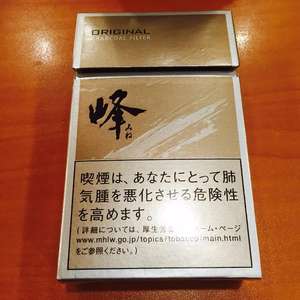 ORIGINAL
CHARCOAL FILTER
峰
みね
喫煙は、あなたにとって肺
気腫を悪化させる危険性
を高めます。
(詳細については、厚生労働省のホーム・ページ
www.mhlw.go.jp/topics/tobacco/main.html
をご参照ください。)